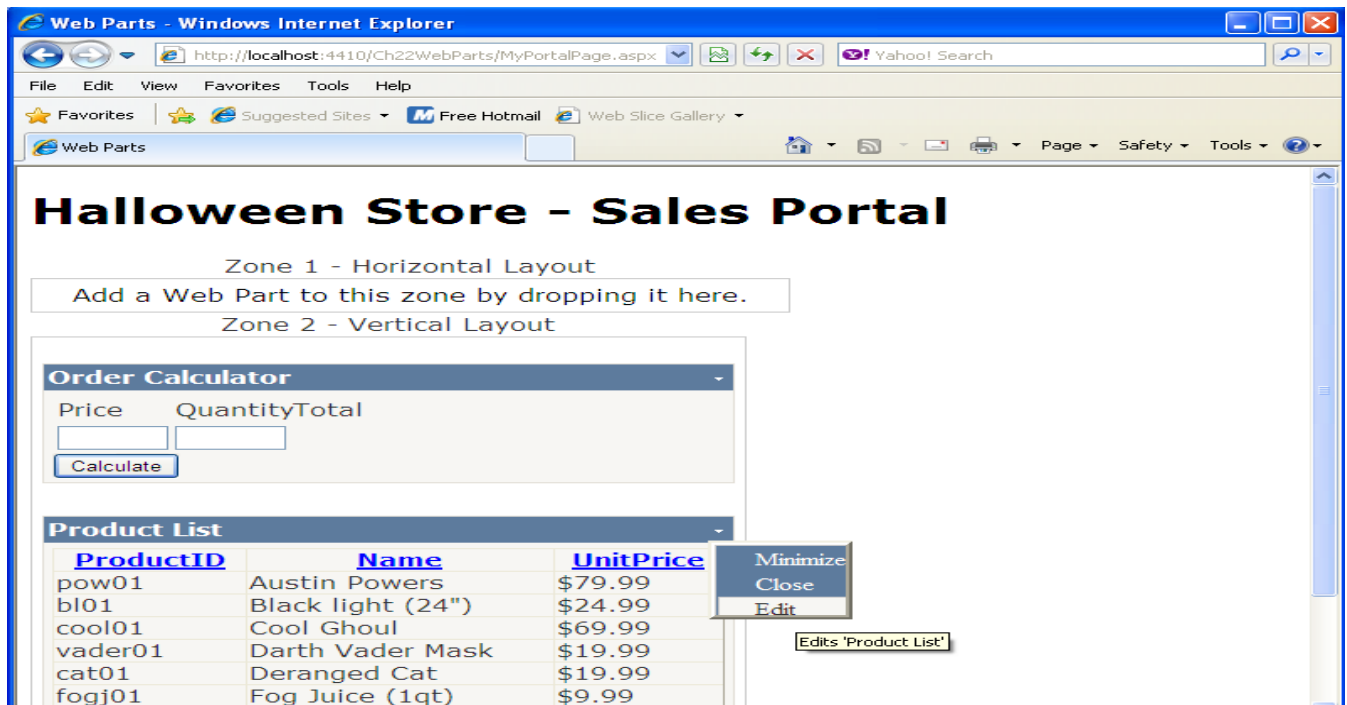 Web Parts - Windows Internet Explorer
http://localhost:4410/Ch22WebParts/MyPortalPage.aspx Yahoo! Search
File Edit View Favorites Tools Help
Favorites Suggested Sites Free Hotmail Web Slice Gallery
Web Parts Page Safety Tools
Halloween Store - Sales Portal
Zone 1 - Horizontal Layout
Add a Web Part to this zone by dropping it here.
Zone 2 - Vertical Layout
Order Calculator
Price QuantityTotal
Calculate
Product List
ProductID Name UnitPrice Minimize
pow01 Austin Powers $79.99 Close
bl01 Black light (24") $24.99 Edit
cool01 Cool Ghoul $69.99
vader01 Darth Vader Mask $19.99 Edits 'Product List'
cat01 Deranged Cat $19.99
fogj01 Fog Juice (1qt) $9.99